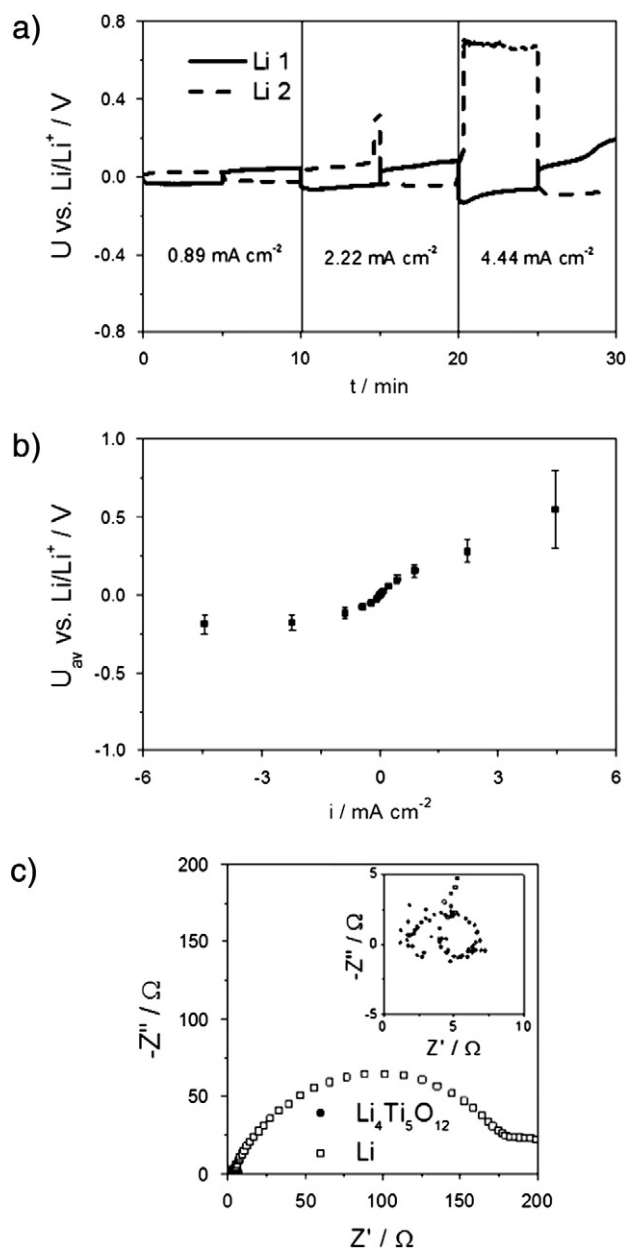 a)
0.8
0.4
0.0
-0.4
-0.8
U vs. Li/Li⁺ / V
Li 1
Li 2
0.89 mA cm⁻²
2.22 mA cm⁻²
4.44 mA cm⁻²
0
10
20
30
t / min
b)
1.0
0.5
0.0
-0.5
-1.0
U_av vs. Li/Li⁺ / V
-6
-3
0
3
6
i / mA cm⁻²
c)
-200
150
100
50
0
-Z'' / Ω
5
0
-5
-Z'' / Ω
0
5
10
Z' / Ω
Li₄Ti₅O₁₂
Li
0
50
100
150
200
Z' / Ω